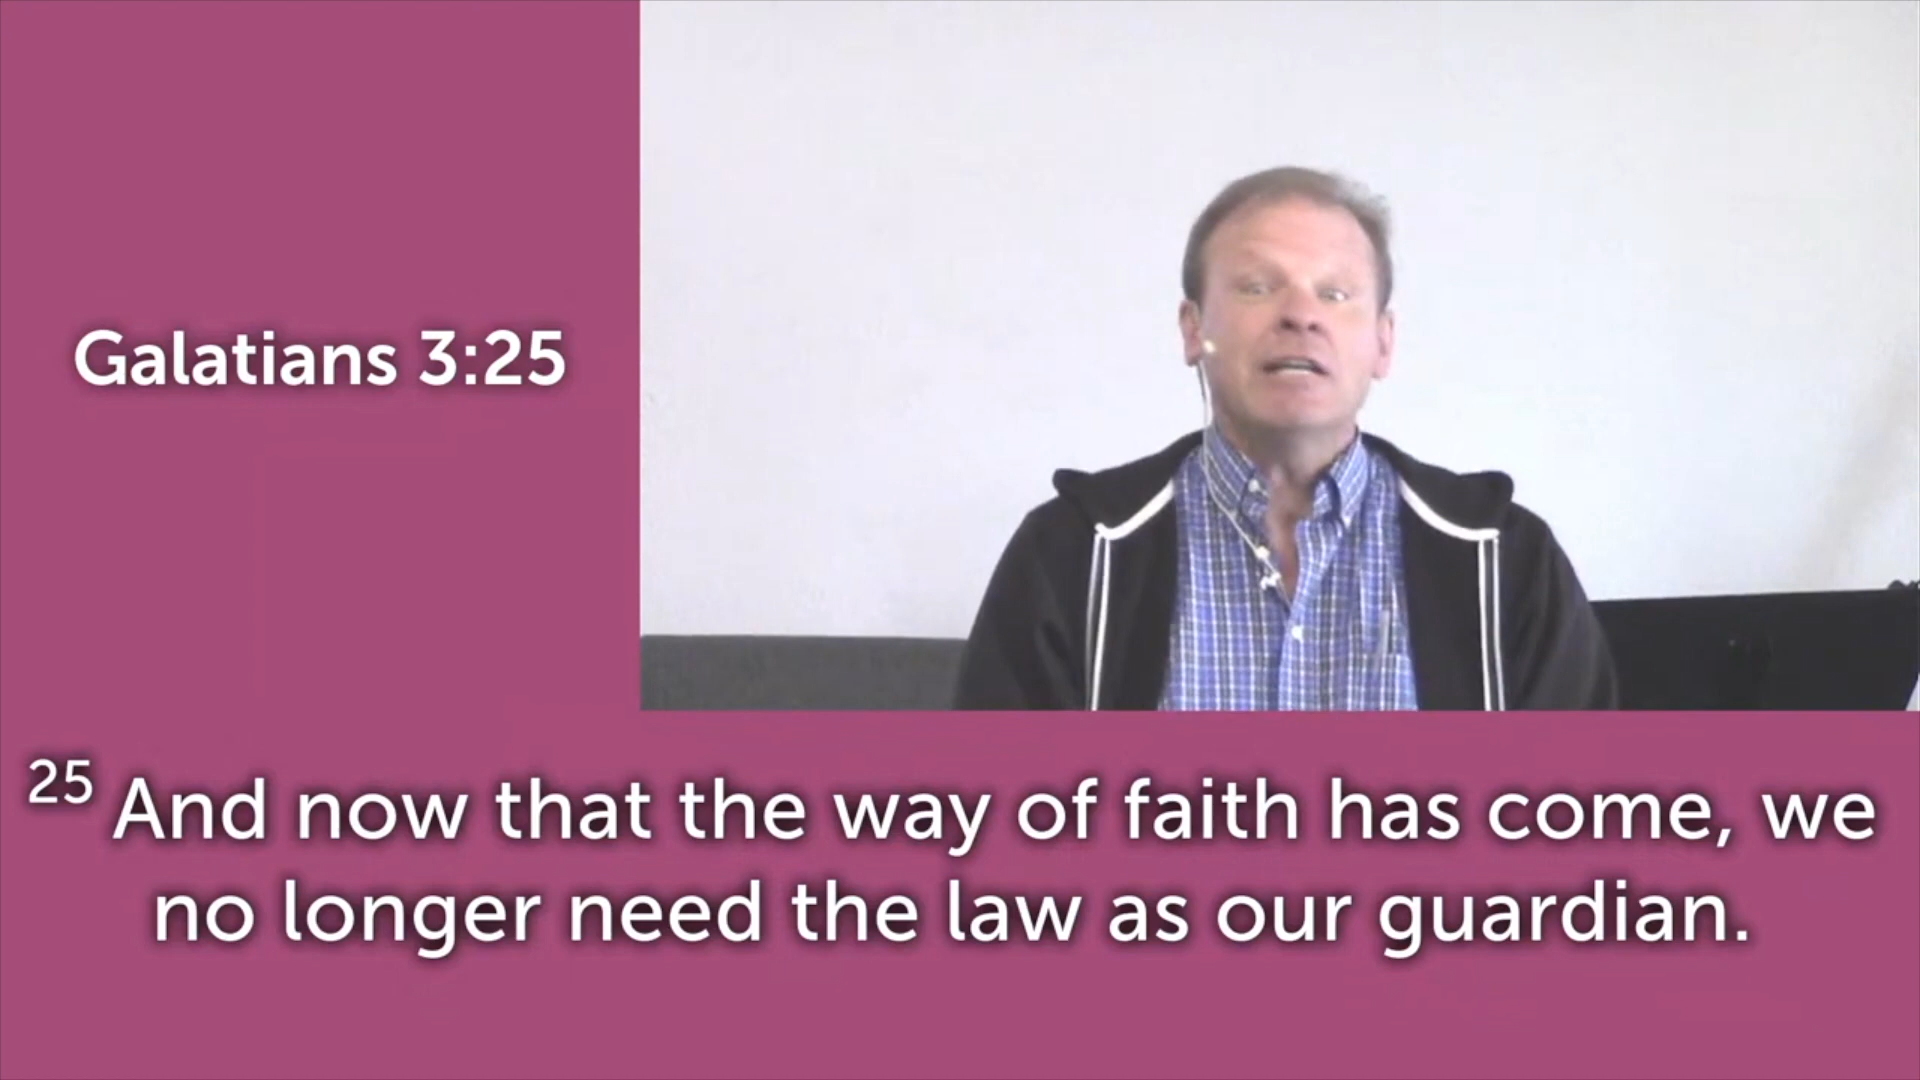 Galatians 3:25
25 And now that the way of faith has come, we
no longer need the law as our guardian.